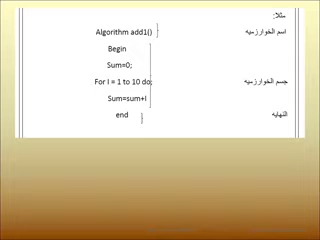 مثلا:
Algorithm add1() اسم الخوارزميه
Begin
Sum=0;
For I = 1 to 10 do; جسم الخوارزميه
Sum=sum+I
end النهايه